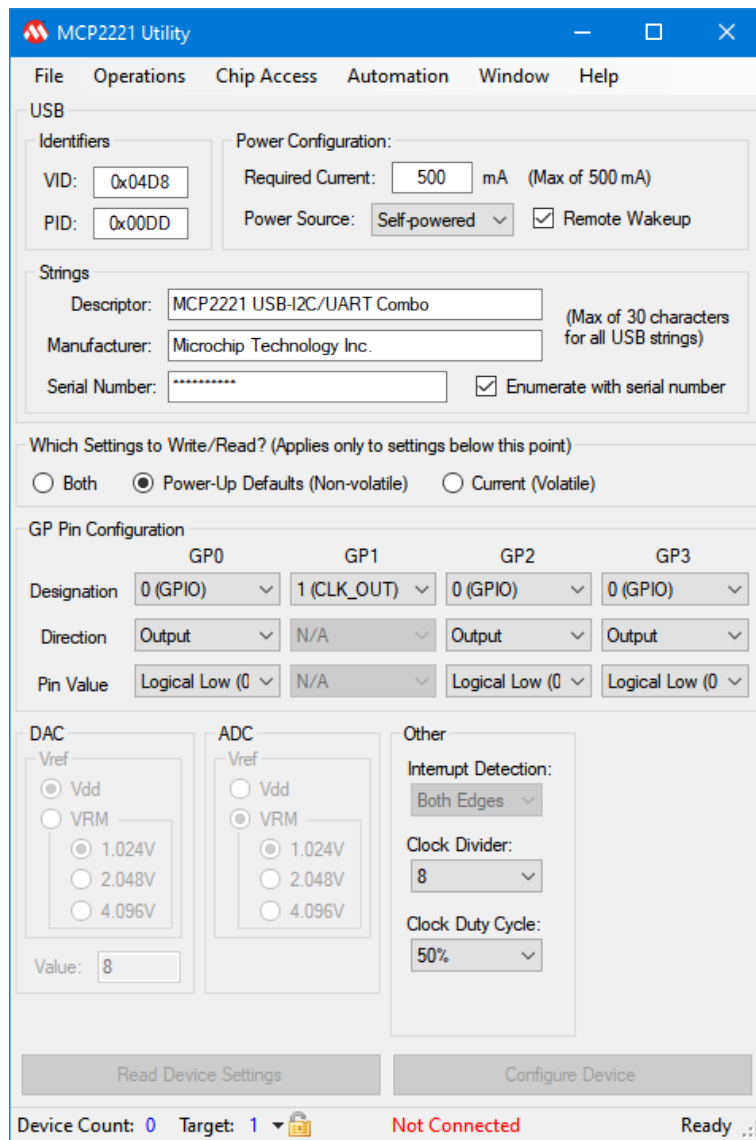 MCP2221 Utility
File Operations Chip Access Automation Window Help
USB
Identifiers
VID: 0x04D8
PID: 0x00DD
Power Configuration:
Required Current: 500 mA (Max of 500 mA)
Power Source: Self-powered Remote Wakeup
Strings
Descriptor: MCP2221 USB-I2C/UART Combo
Manufacturer: Microchip Technology Inc.
(Max of 30 characters
for all USB strings)
Serial Number: ********** Enumerate with serial number
Which Settings to Write/Read? (Applies only to settings below this point)
Both Power-Up Defaults (Non-volatile) Current (Volatile)
GP Pin Configuration
GP0 GP1 GP2 GP3
Designation 0 (GPIO) 1 (CLK_OUT) 0 (GPIO) 0 (GPIO)
Direction Output N/A Output Output
Pin Value Logical Low (0 N/A Logical Low (0 Logical Low (0
DAC
Vref
Vdd
VRM
1.024V
2.048V
4.096V
Value: 8
ADC
Vref
Vdd
VRM
1.024V
2.048V
4.096V
Other
Interrupt Detection:
Both Edges
Clock Divider:
8
Clock Duty Cycle:
50%
Read Device Settings Configure Device
Device Count: 0 Target: 1 Not Connected Ready